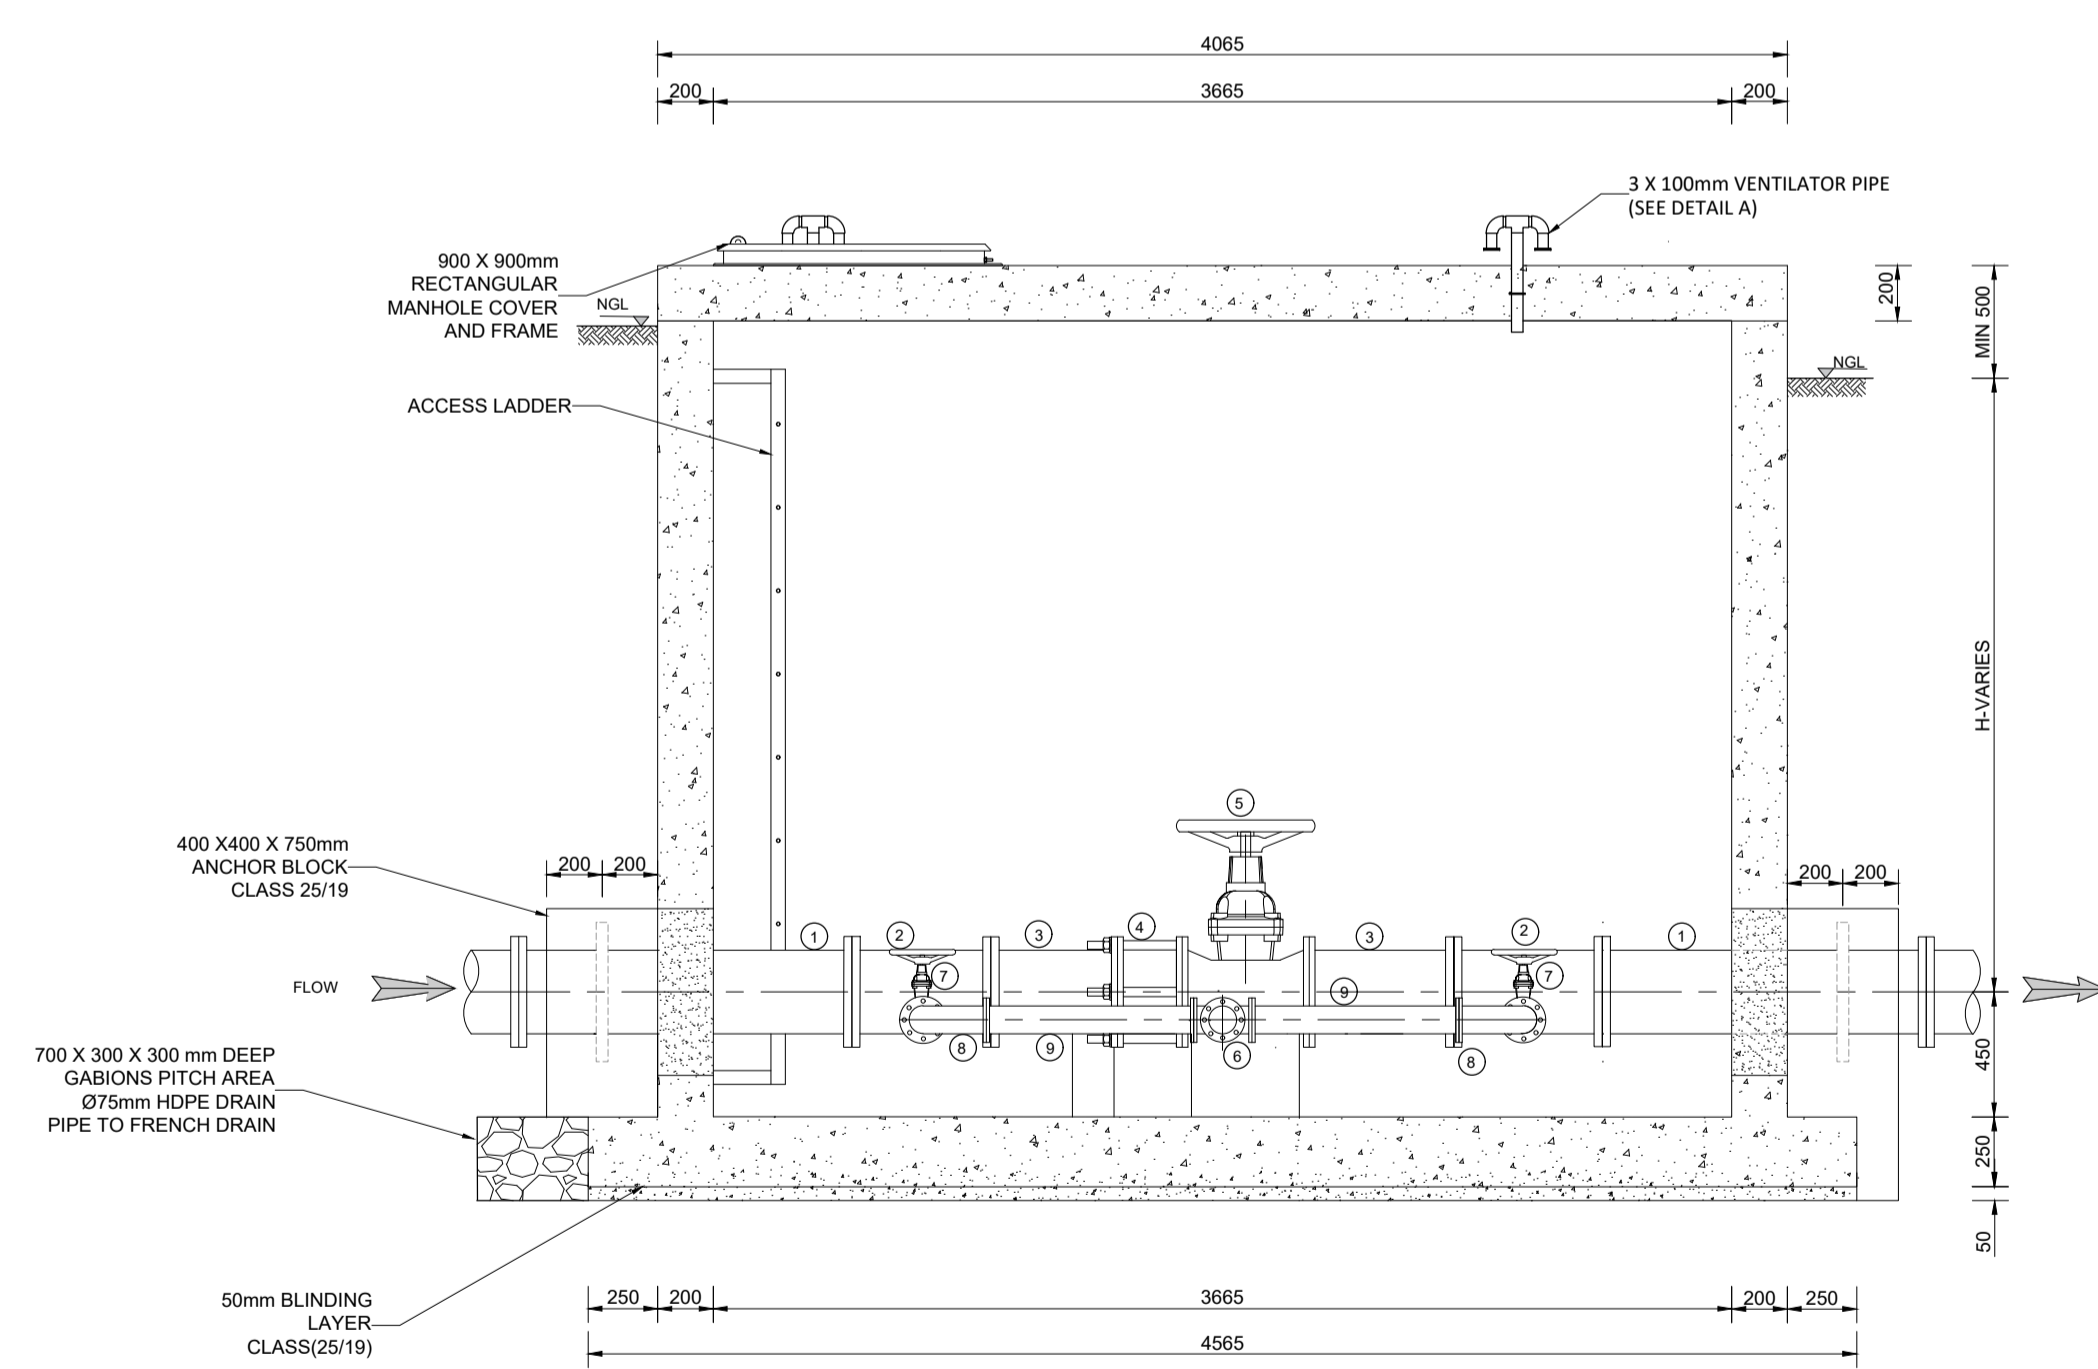 4065
200
3665
200
3 X 100mm VENTILATOR PIPE
(SEE DETAIL A)
900 X 900mm
RECTANGULAR
MANHOLE COVER
AND FRAME
NGL
200
MIN 500
NGL
ACCESS LADDER
H-VARIES
5
400 X400 X 750mm
ANCHOR BLOCK
CLASS 25/19
200
200
200
200
1
2
3
4
3
2
1
7
7
FLOW
9
700 X 300 X 300 mm DEEP
GABIONS PITCH AREA
Ø75mm HDPE DRAIN
PIPE TO FRENCH DRAIN
8
9
6
8
450
250
50
50mm BLINDING
LAYER
CLASS(25/19)
250
200
3665
200
250
4565